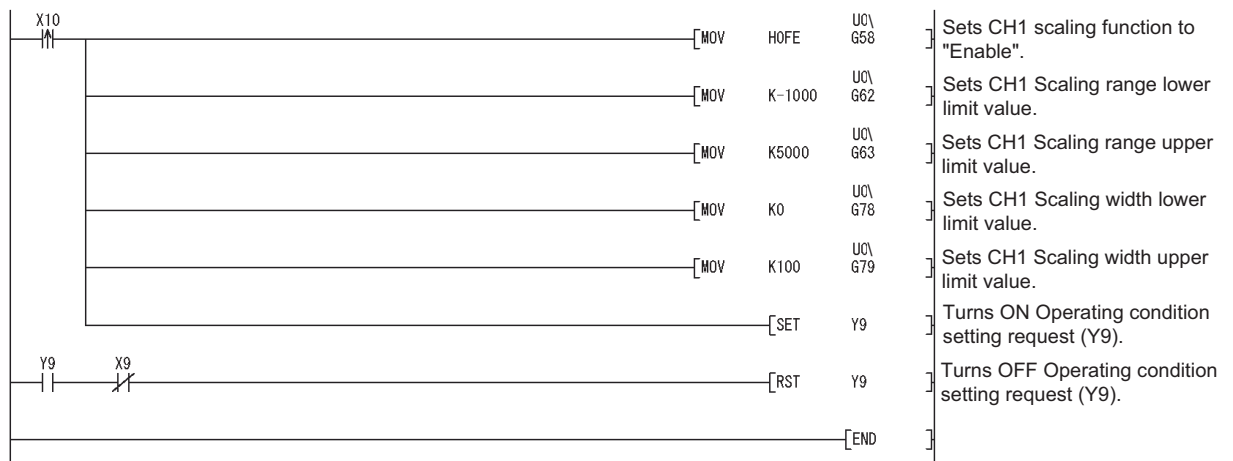 X10
U0\
[MOV H0FE G58 ]
Sets CH1 scaling function to
"Enable".
U0\
[MOV K-1000 G62 ]
Sets CH1 Scaling range lower
limit value.
U0\
[MOV K5000 G63 ]
Sets CH1 Scaling range upper
limit value.
U0\
[MOV K0 G78 ]
Sets CH1 Scaling width lower
limit value.
U0\
[MOV K100 G79 ]
Sets CH1 Scaling width upper
limit value.
[SET Y9 ]
Turns ON Operating condition
setting request (Y9).
Y9 X9
[RST Y9 ]
Turns OFF Operating condition
setting request (Y9).
[END ]